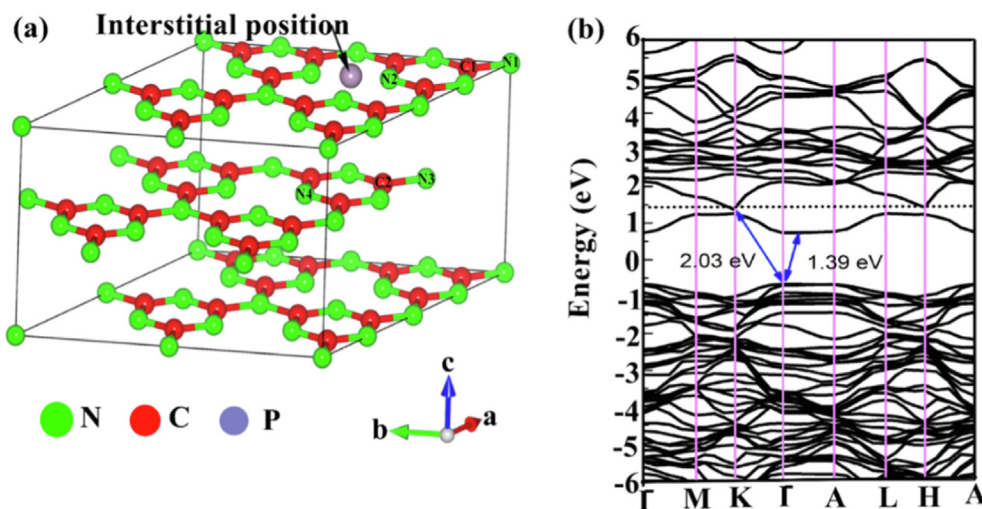 (a)
Interstitial position
N2
C1
N1
N4
C2
N3
N
C
P
c
b
a
(b)
Energy (eV)
6
5
4
3
2
1
0
-1
-2
-3
-4
-5
-6
2.03 eV
1.39 eV
Γ M K Γ A L H A